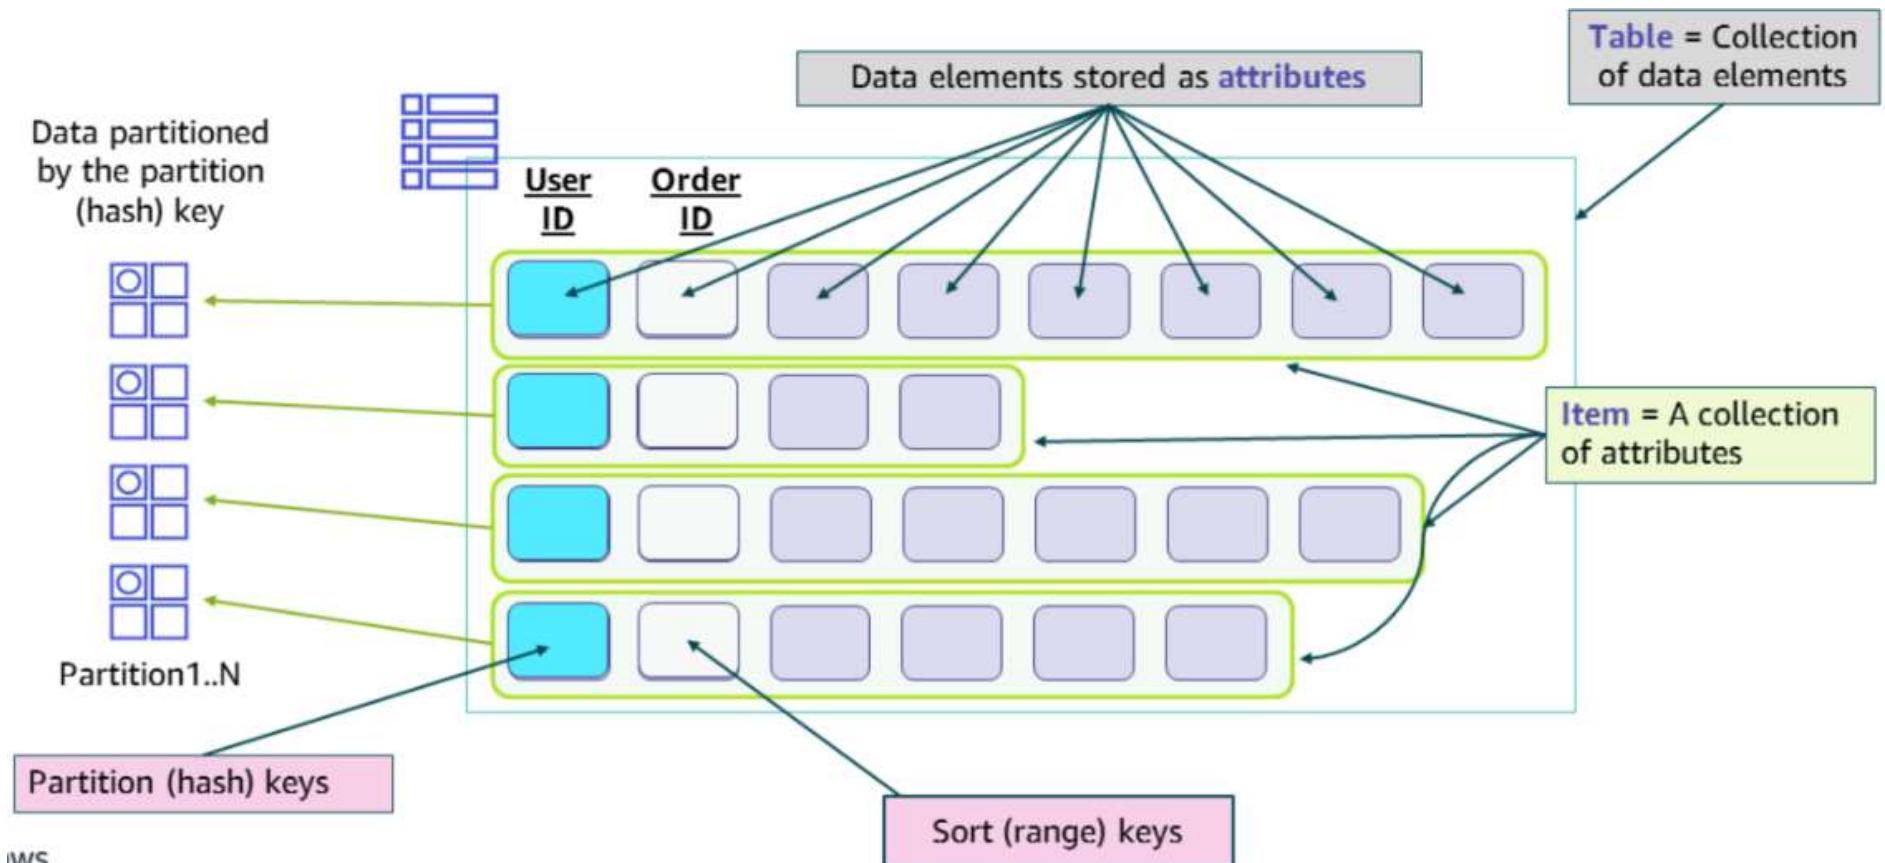 Table = Collection
of data elements
Data elements stored as attributes
Data partitioned
by the partition
(hash) key
User
ID
Order
ID
Item = A collection
of attributes
Partition1..N
Partition (hash) keys
Sort (range) keys